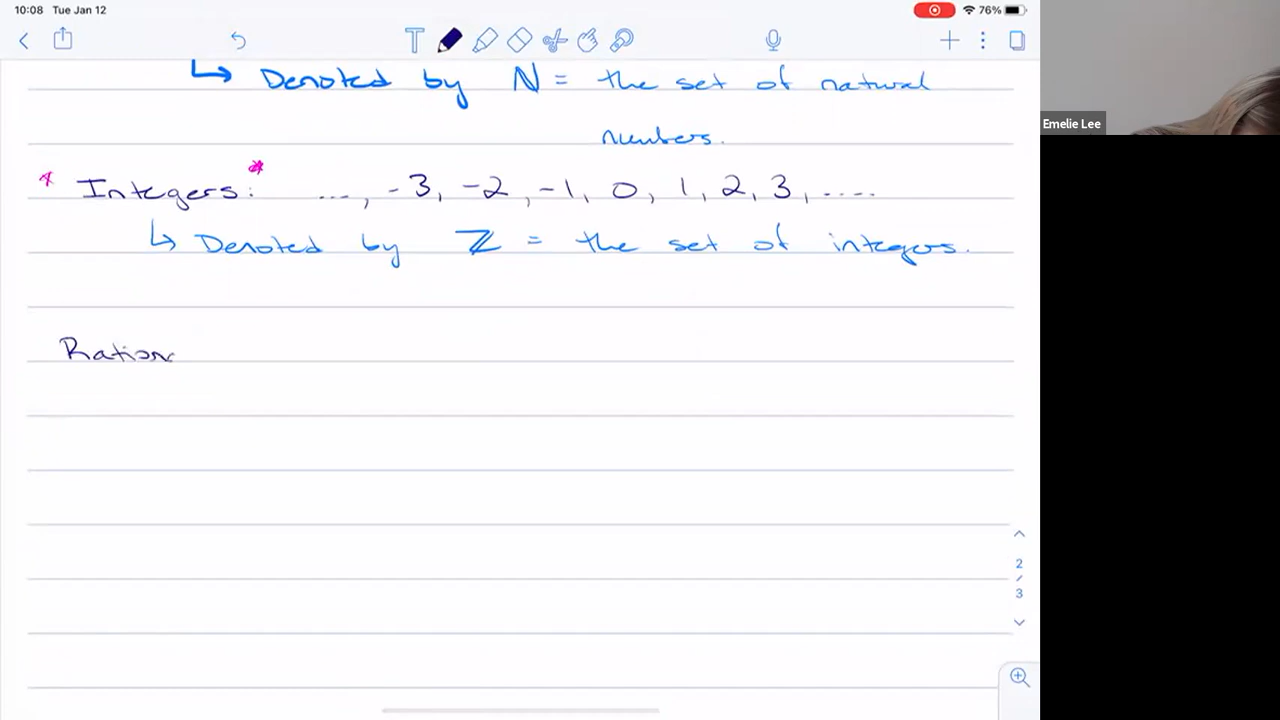 10:08 Tue Jan 12
76%
Denoted by ℕ = the set of natural
numbers.
Emelie Lee
* Integers:* ...., -3, -2, -1, 0, 1, 2, 3, ....
↳ Denoted by ℤ = the set of integers.
Rationa
2
/
3